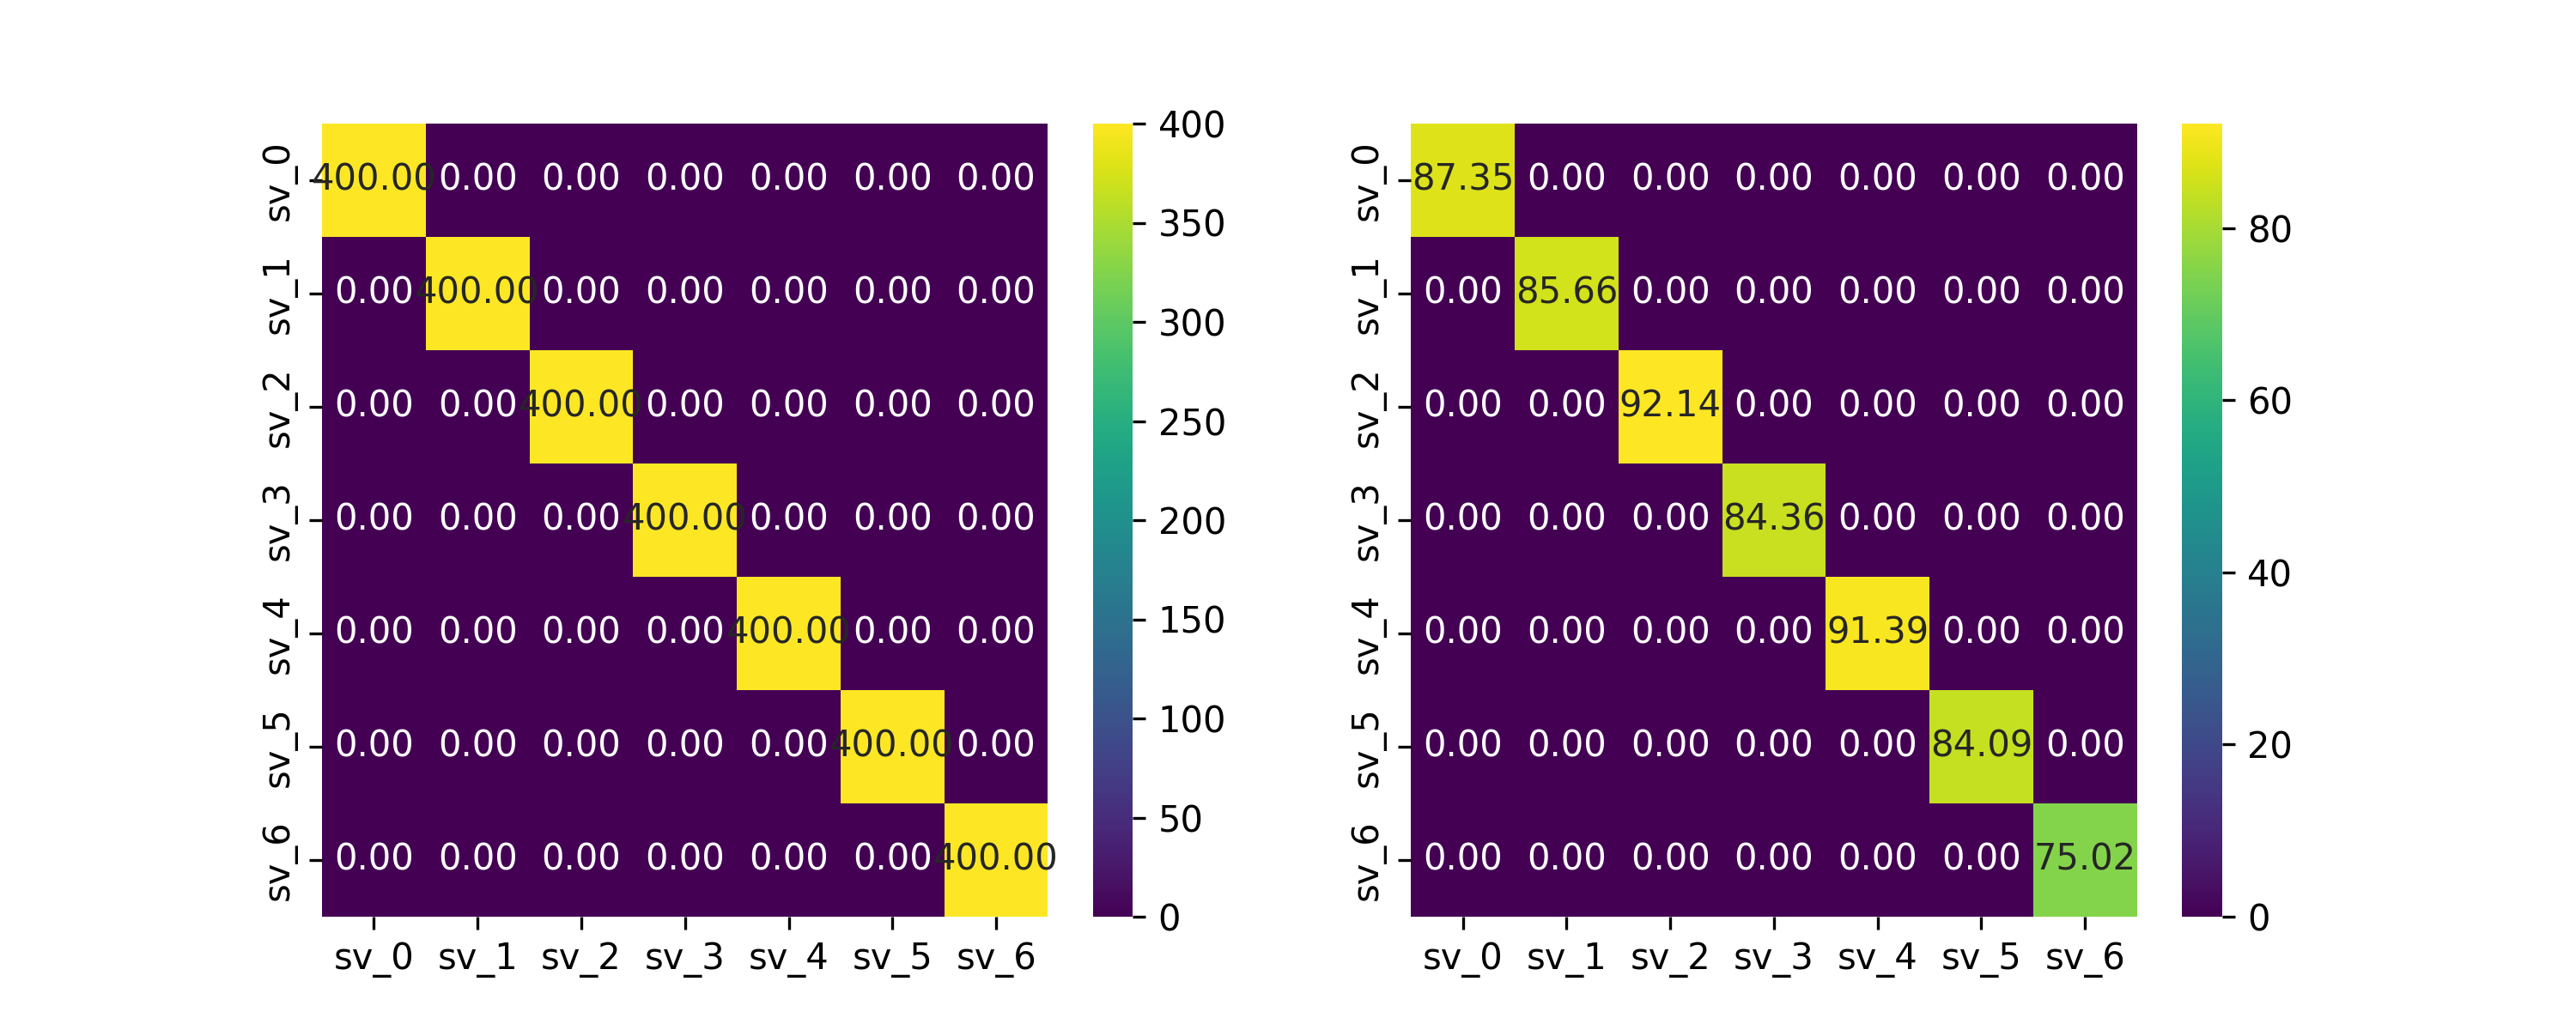 400
80
sv_0 400.00 0.00 0.00 0.00 0.00 0.00 0.00
350
sv_0 87.35 0.00 0.00 0.00 0.00 0.00 0.00
sv_1 0.00 400.00 0.00 0.00 0.00 0.00 0.00
300
sv_1 0.00 85.66 0.00 0.00 0.00 0.00 0.00
sv_2 0.00 0.00 400.00 0.00 0.00 0.00 0.00
250
sv_2 0.00 0.00 92.14 0.00 0.00 0.00 0.00
60
sv_3 0.00 0.00 0.00 400.00 0.00 0.00 0.00
200
sv_3 0.00 0.00 0.00 84.36 0.00 0.00 0.00
40
sv_4 0.00 0.00 0.00 0.00 400.00 0.00 0.00
150
sv_4 0.00 0.00 0.00 0.00 91.39 0.00 0.00
sv_5 0.00 0.00 0.00 0.00 0.00 400.00 0.00
100
sv_5 0.00 0.00 0.00 0.00 0.00 84.09 0.00
20
sv_6 0.00 0.00 0.00 0.00 0.00 0.00 400.00
50
sv_6 0.00 0.00 0.00 0.00 0.00 0.00 75.02
0
0
sv_0 sv_1 sv_2 sv_3 sv_4 sv_5 sv_6
sv_0 sv_1 sv_2 sv_3 sv_4 sv_5 sv_6